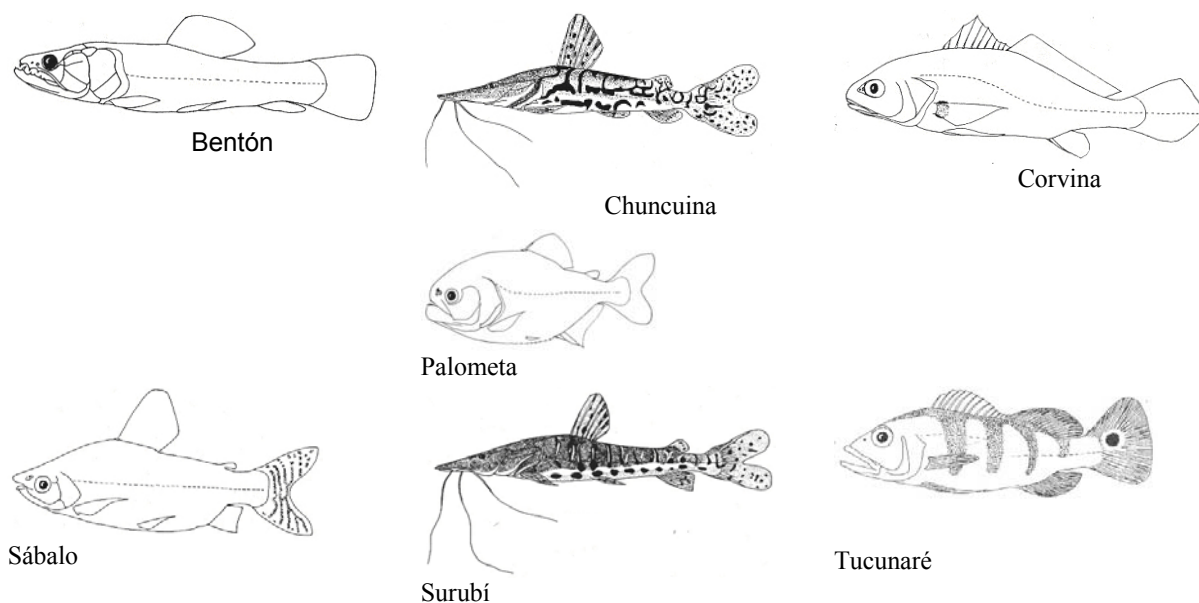 Bentón
Chuncuina
Corvina
Palometa
Sábalo
Surubí
Tucunaré